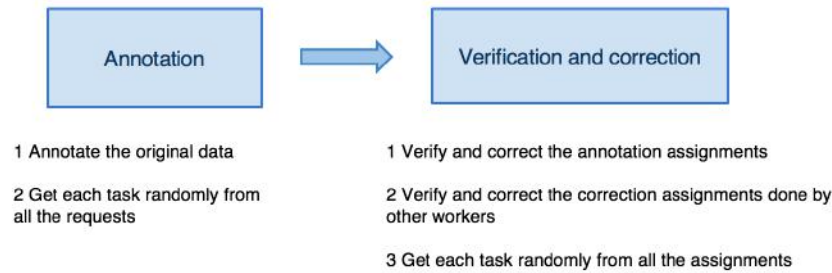 Annotation
Verification and correction
1 Annotate the original data
2 Get each task randomly from
all the requests
1 Verify and correct the annotation assignments
2 Verify and correct the correction assignments done by
other workers
3 Get each task randomly from all the assignments